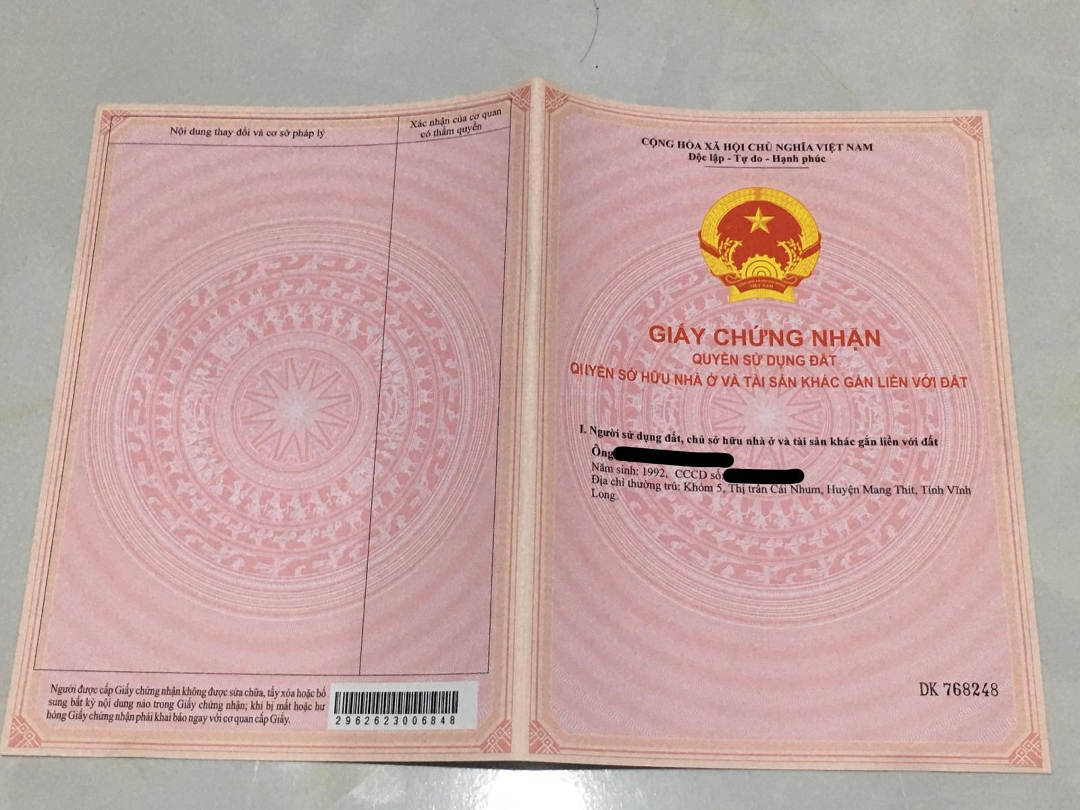 Nội dung thay đổi và cơ sở pháp lý
Xác nhận của cơ quan
có thẩm quyền
Người được cấp Giấy chứng nhận không được sửa chữa, tẩy xóa hoặc bổ
sung bất kỳ nội dung nào trong Giấy chứng nhận; khi bị mất hoặc hư
hỏng Giấy chứng nhận phải khai báo ngay với cơ quan cấp Giấy.
2962623006848
CỘNG HÒA XÃ HỘI CHỦ NGHĨA VIỆT NAM
Độc lập - Tự do - Hạnh phúc
VIỆT NAM
GIẤY CHỨNG NHẬN
QUYỀN SỬ DỤNG ĐẤT
QUYỀN SỞ HỮU NHÀ Ở VÀ TÀI SẢN KHÁC GẮN LIỀN VỚI ĐẤT
I. Người sử dụng đất, chủ sở hữu nhà ở và tài sản khác gắn liền với đất
Ông
Năm sinh: 1992, CCCD số:
Địa chỉ thường trú: Khóm 5, Thị trấn Cái Nhum, Huyện Mang Thít, Tỉnh Vĩnh
Long.
DK 768248